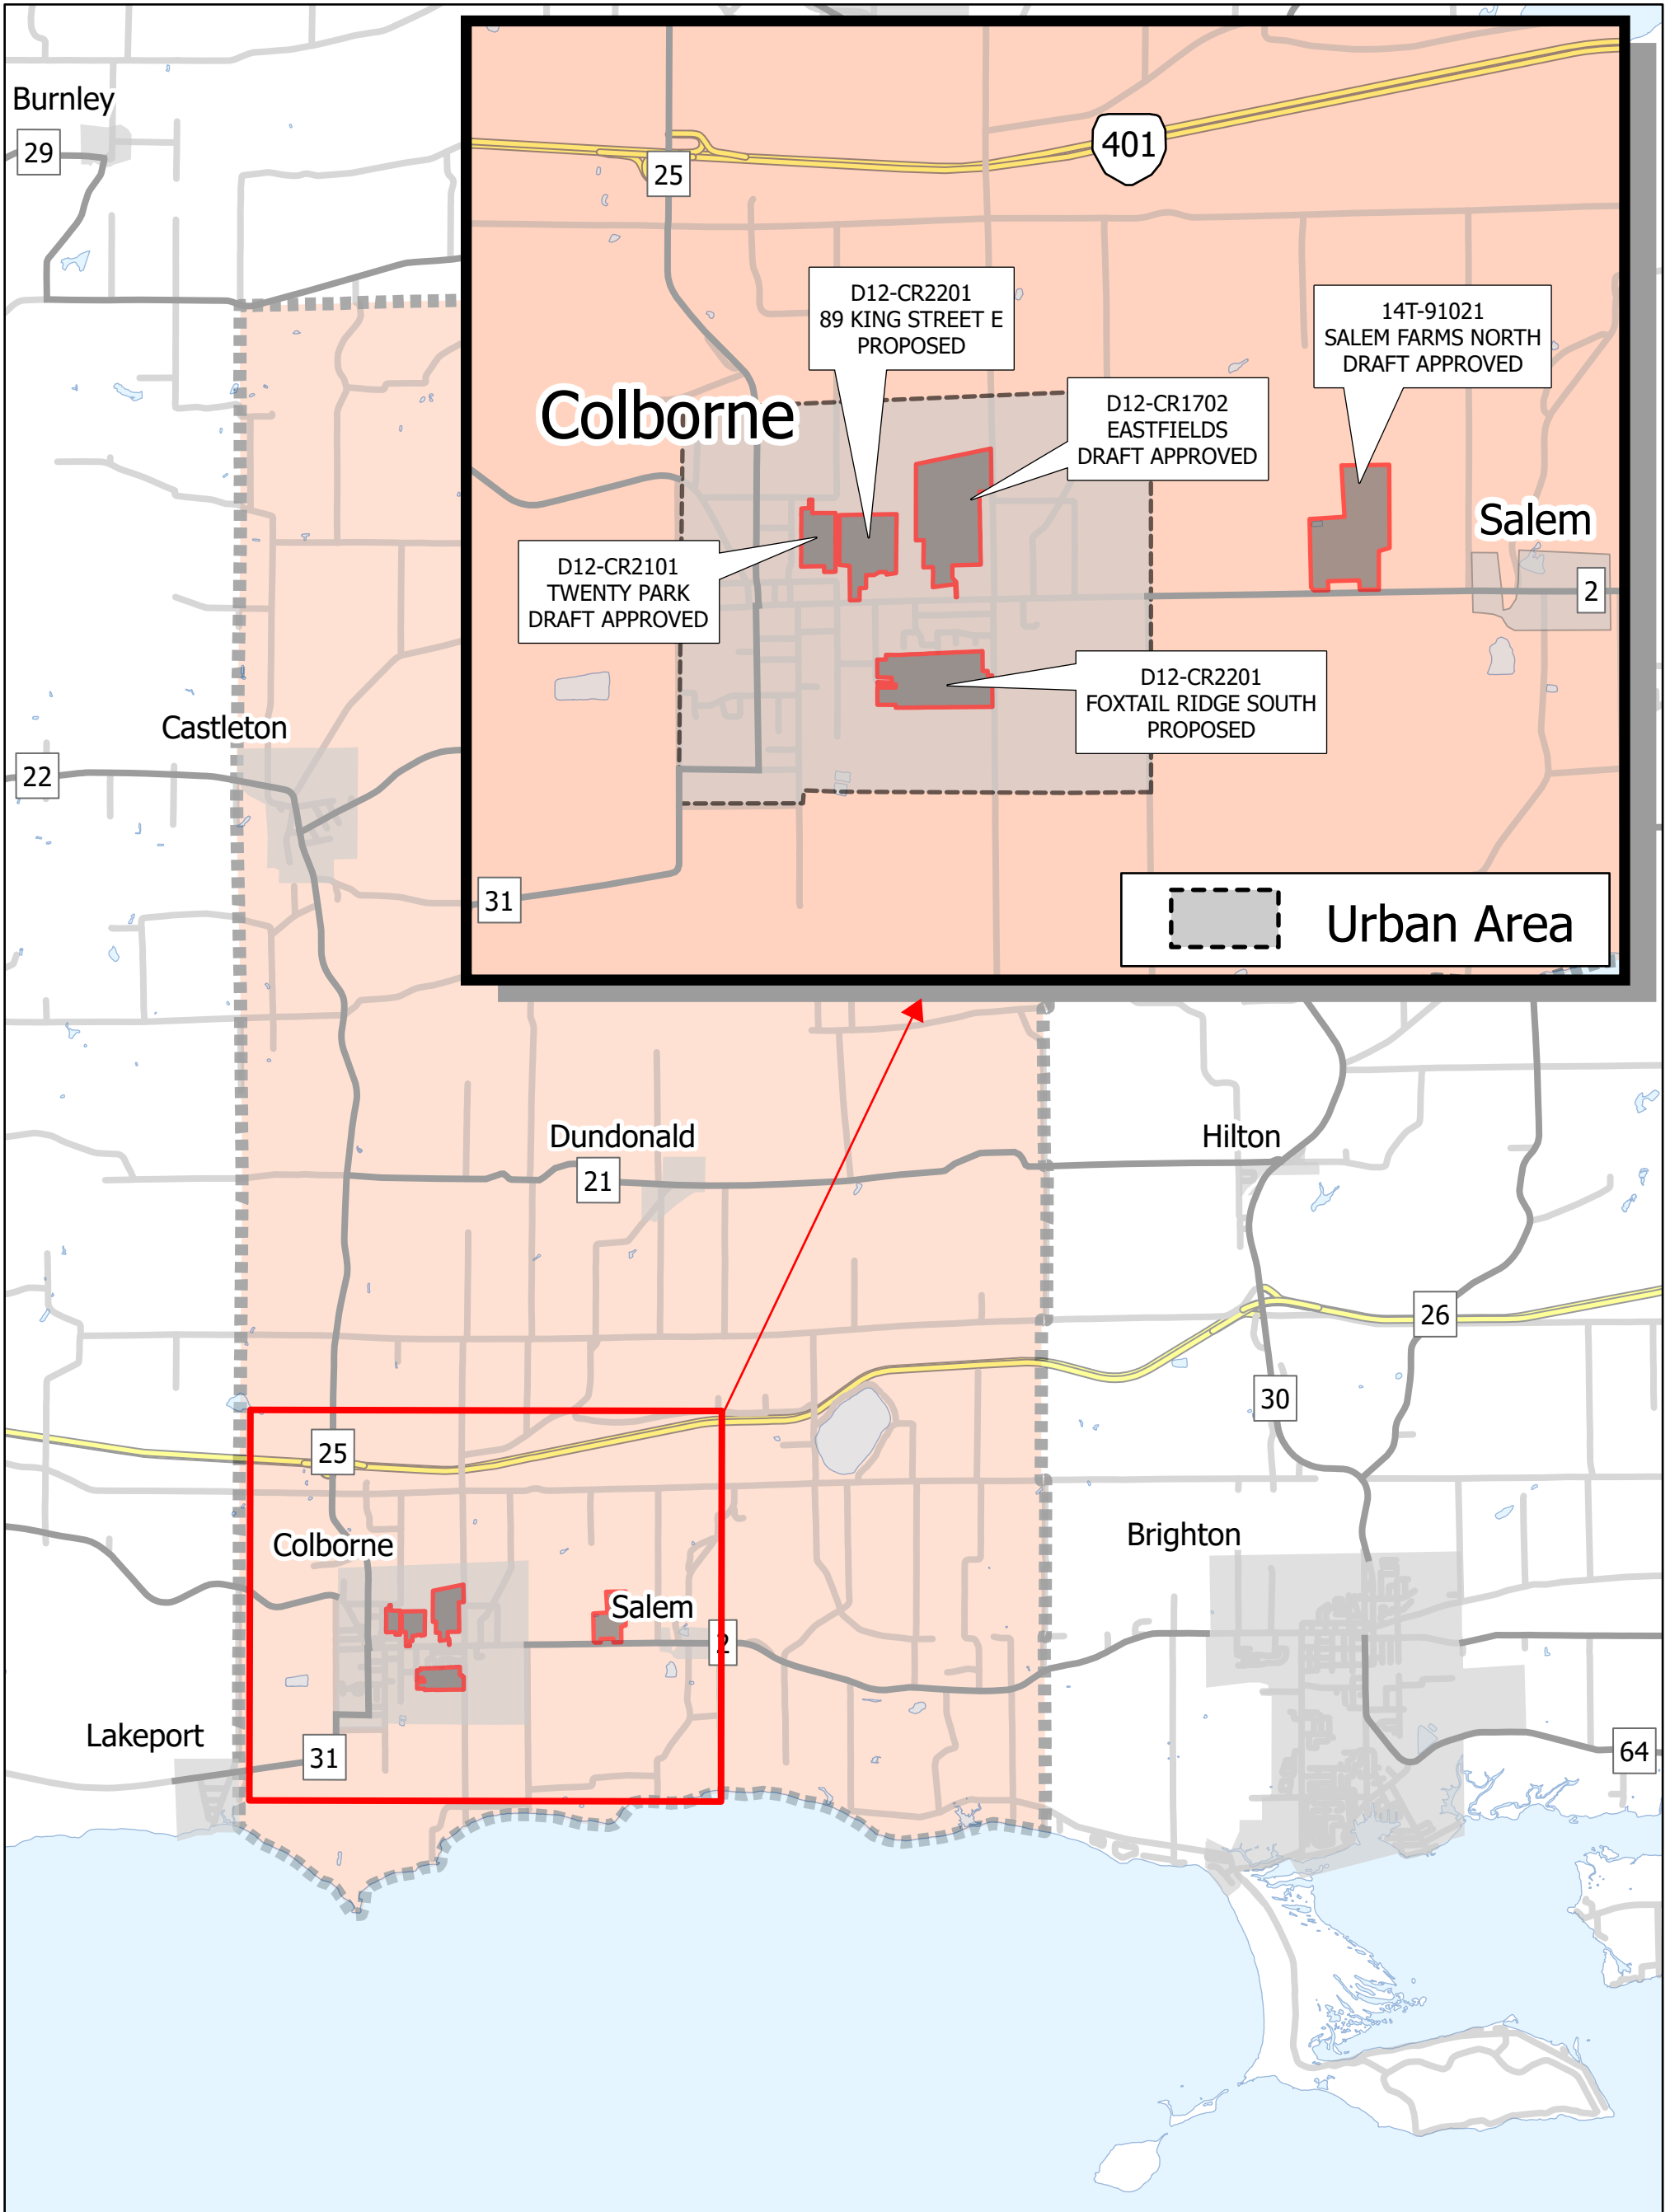 Burnley
29
401
25
D12-CR2201
89 KING STREET E
PROPOSED
14T-91021
SALEM FARMS NORTH
DRAFT APPROVED
Colborne
D12-CR1702
EASTFIELDS
DRAFT APPROVED
Salem
D12-CR2101
TWENTY PARK
DRAFT APPROVED
2
D12-CR2201
FOXTAIL RIDGE SOUTH
PROPOSED
31
Urban Area
Castleton
22
Dundonald
21
Hilton
26
30
25
Colborne
Brighton
Salem
2
Lakeport
31
64